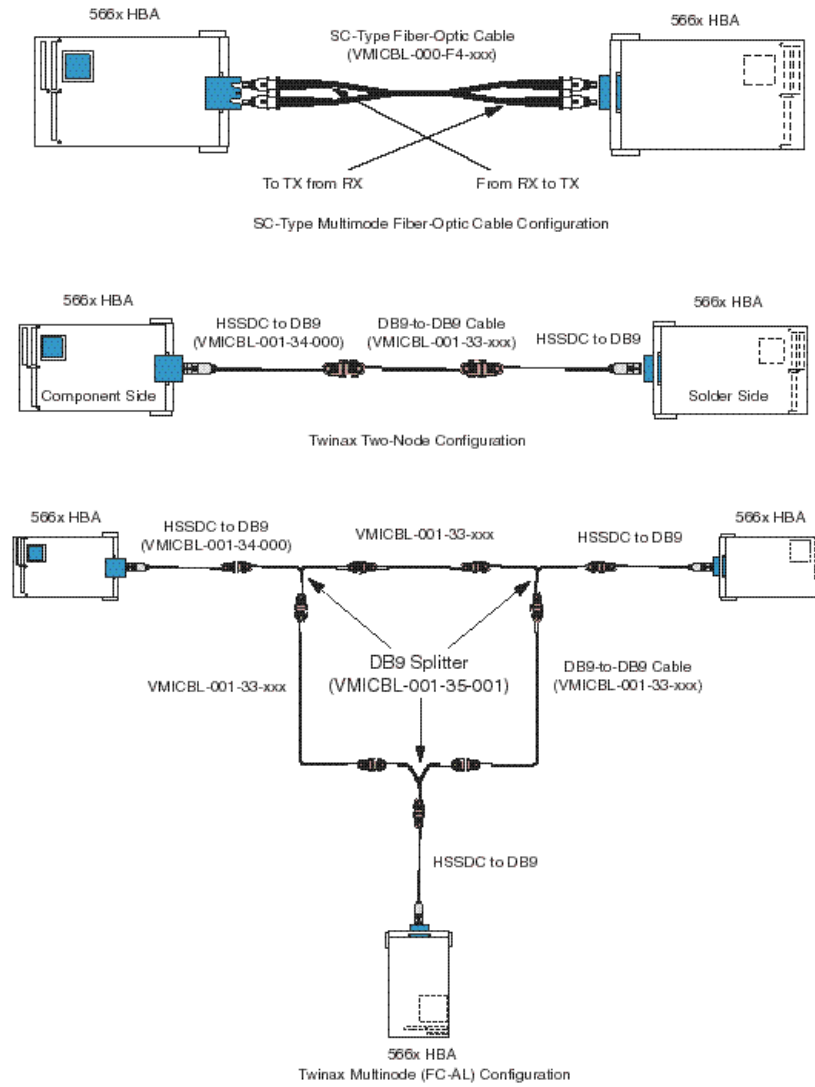 566x HBA
566x HBA
SC-Type Fiber-Optic Cable
(VMICBL-000-F4-xxx)
To TX from RX
From RX to TX
SC-Type Multimode Fiber-Optic Cable Configuration
566x HBA
566x HBA
HSSDC to DB9
(VMICBL-001-34-000)
DB9-to-DB9 Cable
(VMICBL-001-33-xxx)
HSSDC to DB9
Component Side
Solder Side
Twinax Two-Node Configuration
566x HBA
HSSDC to DB9
(VMICBL-001-34-000)
VMICBL-001-33-xxx
HSSDC to DB9
566x HBA
VMICBL-001-33-xxx
DB9 Splitter
(VMICBL-001-35-001)
DB9-to-DB9 Cable
(VMICBL-001-33-xxx)
HSSDC to DB9
566x HBA
Twinax Multinode (FC-AL) Configuration